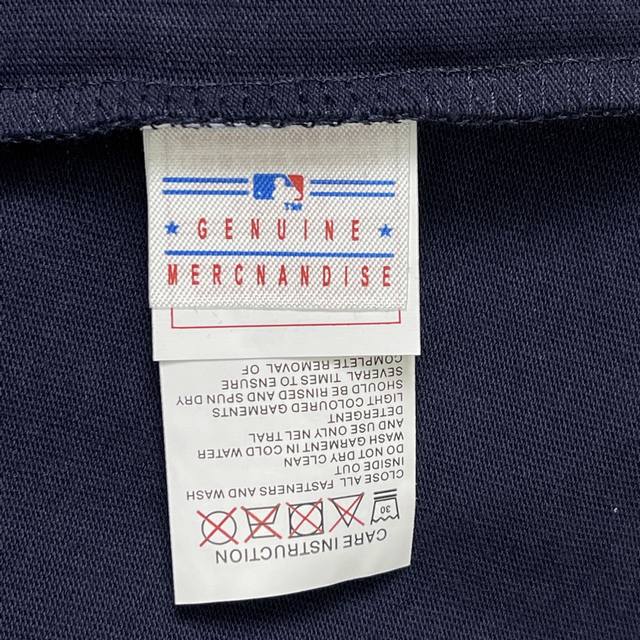 TM
GENUINE
MERCNANDISE
CARE INSTRUCTION
30
CLOSE ALL FASTENERS AND WASH
INSIDE OUT
DO NOT DRY CLEAN
WASH GARMENT IN COLD WATER
AND USE ONLY NEL TRAL
DETERGENT
LIGHT COLOURED GARMENTS
SHOULD BE RINSED AND SPUN DRY
SEVERAL TIMES TO ENSURE
COMPLETE REMOVAL OF